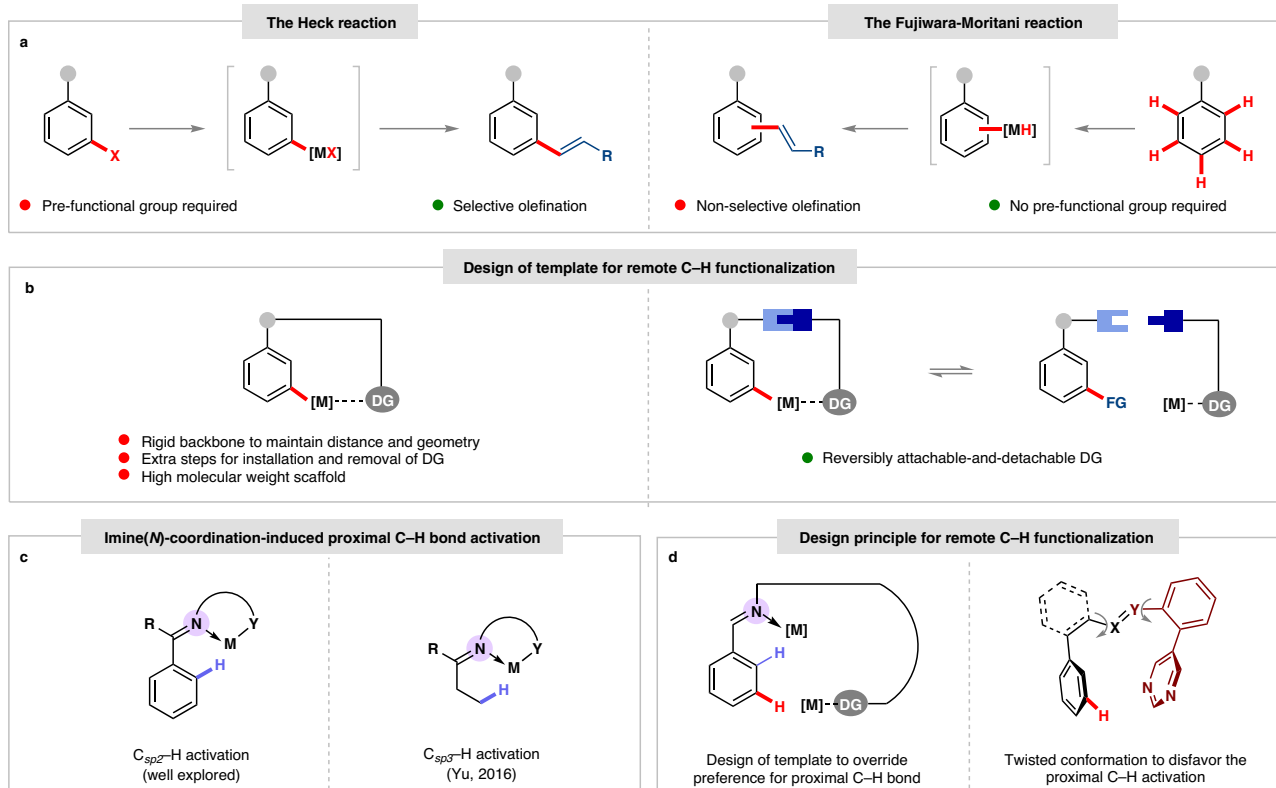 The Heck reaction
The Fujiwara-Moritani reaction
a
X
[MX]
R
R
[MH]
H
H
H
H
H
Pre-functional group required
Selective olefination
Non-selective olefination
No pre-functional group required
Design of template for remote C–H functionalization
b
[M]
DG
[M]
DG
FG
[M]
DG
Rigid backbone to maintain distance and geometry
Extra steps for installation and removal of DG
High molecular weight scaffold
Reversibly attachable-and-detachable DG
Imine(N)-coordination-induced proximal C–H bond activation
c
R
N
M
Y
H
R
N
M
Y
H
Csp2–H activation
(well explored)
Csp3–H activation
(Yu, 2016)
Design principle for remote C–H functionalization
d
N
[M]
H
H
[M]
DG
X
Y
N
N
H
Design of template to override
preference for proximal C–H bond
Twisted conformation to disfavor the
proximal C–H activation